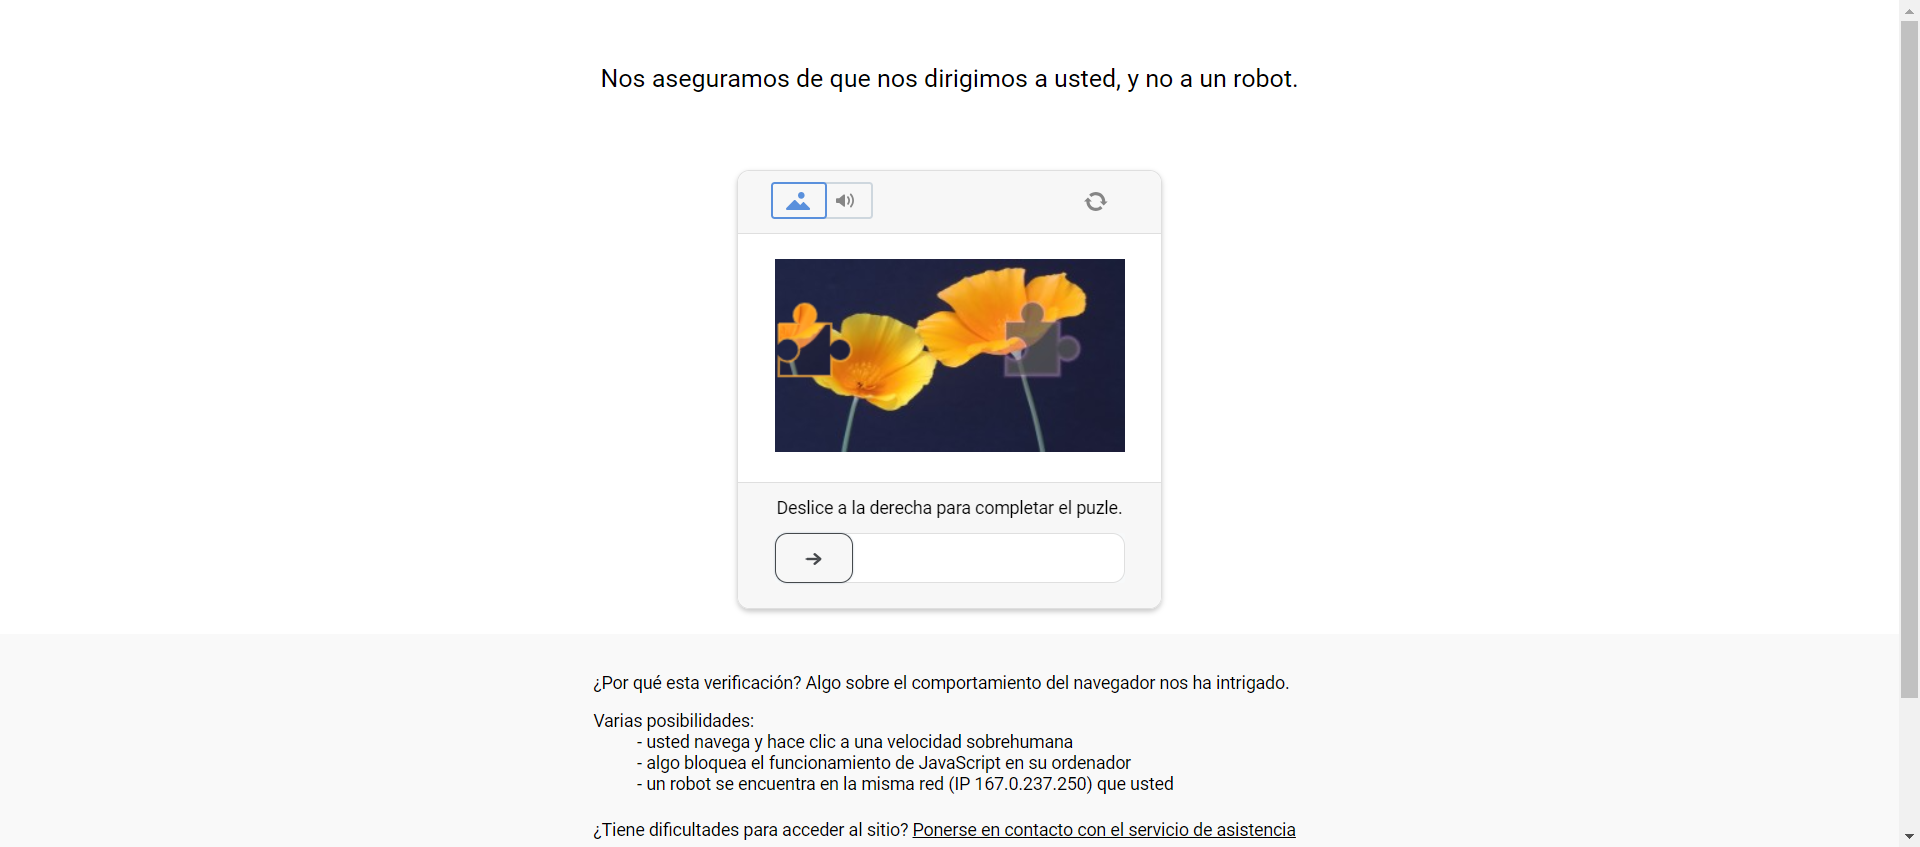 Nos aseguramos de que nos dirigimos a usted, y no a un robot.
Deslice a la derecha para completar el puzle.
¿Por qué esta verificación? Algo sobre el comportamiento del navegador nos ha intrigado.
Varias posibilidades:
- usted navega y hace clic a una velocidad sobrehumana
- algo bloquea el funcionamiento de JavaScript en su ordenador
- un robot se encuentra en la misma red (IP 167.0.237.250) que usted
¿Tiene dificultades para acceder al sitio? Ponerse en contacto con el servicio de asistencia